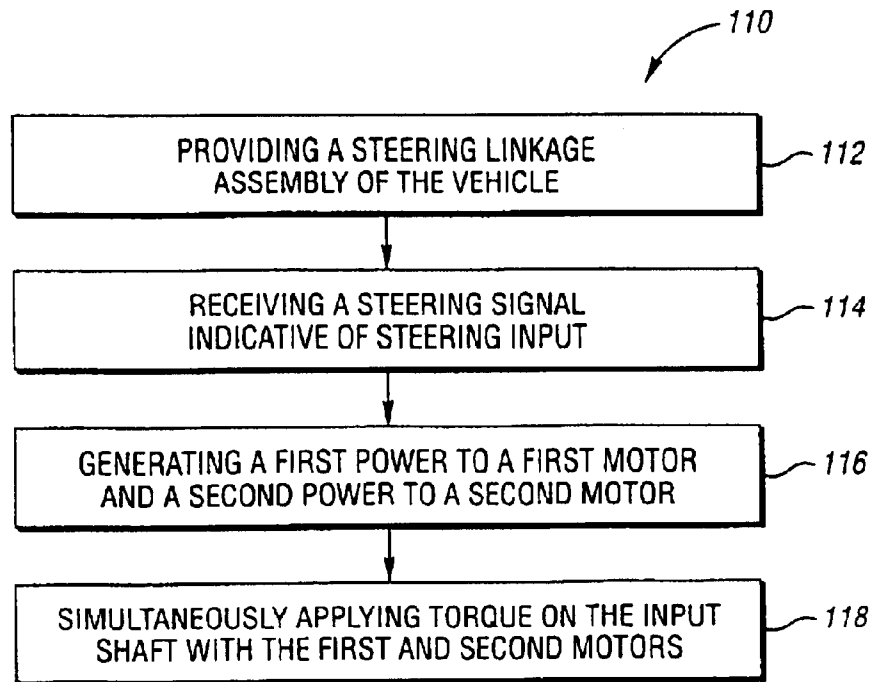 110
PROVIDING A STEERING LINKAGE
ASSEMBLY OF THE VEHICLE
112
RECEIVING A STEERING SIGNAL
INDICATIVE OF STEERING INPUT
114
GENERATING A FIRST POWER TO A FIRST MOTOR
AND A SECOND POWER TO A SECOND MOTOR
116
SIMULTANEOUSLY APPLYING TORQUE ON THE INPUT
SHAFT WITH THE FIRST AND SECOND MOTORS
118